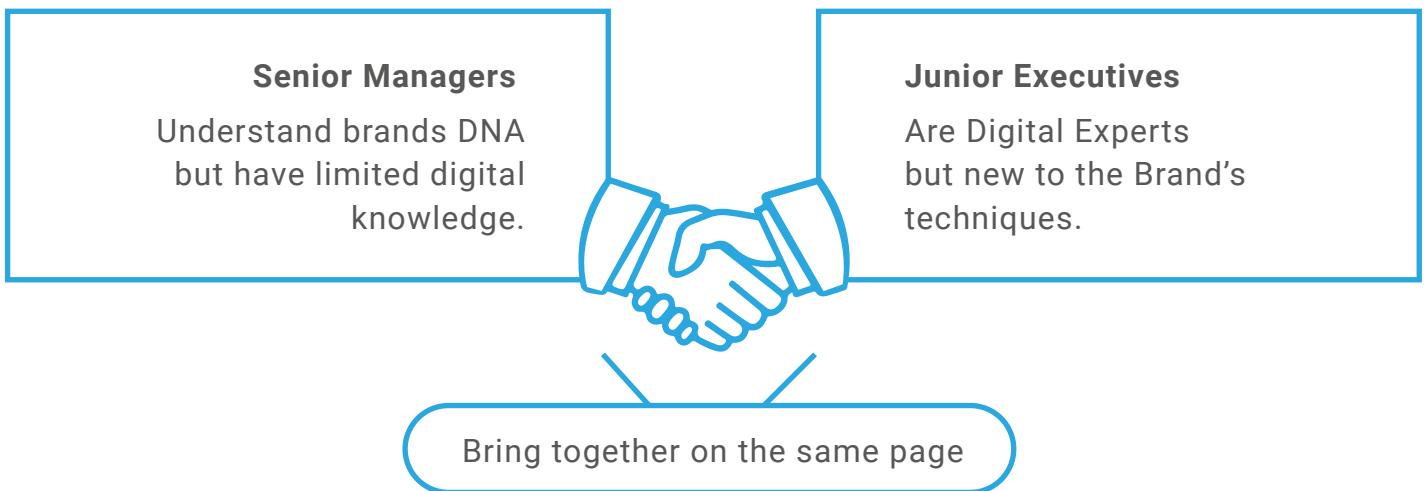 Senior Managers
Understand brands DNA
but have limited digital
knowledge.
Junior Executives
Are Digital Experts
but new to the Brand’s
techniques.
Bring together on the same page